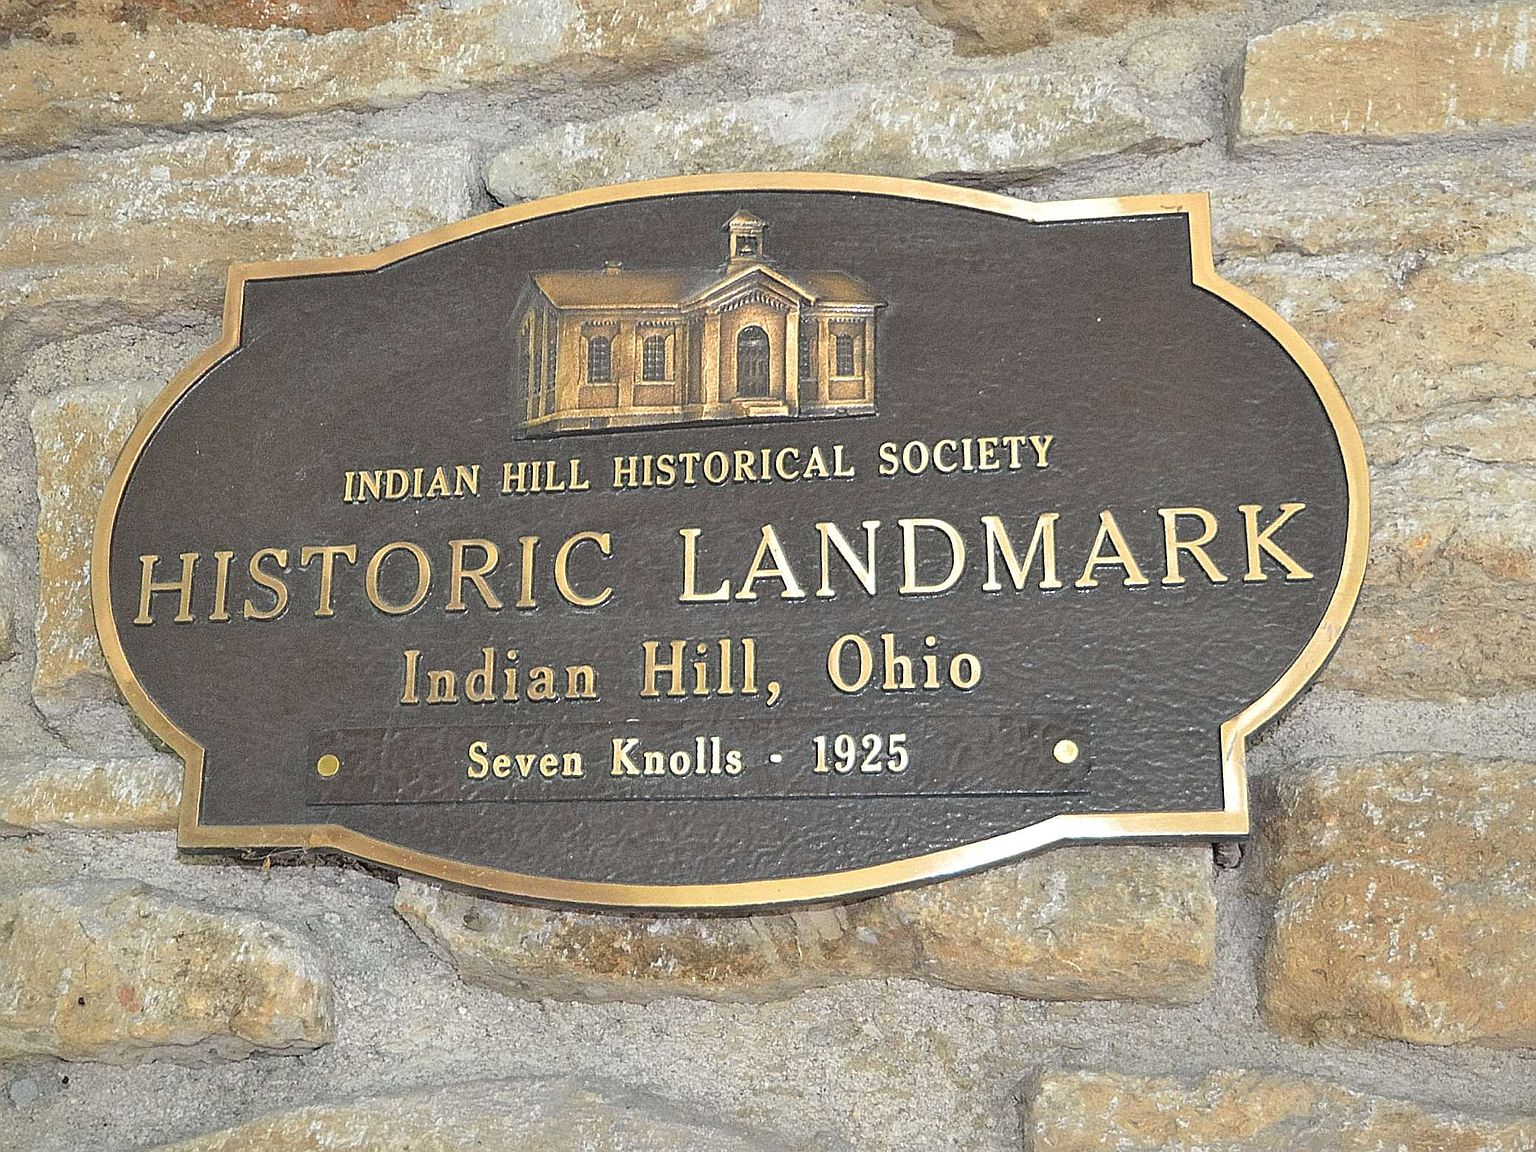 INDIAN HILL HISTORICAL SOCIETY
HISTORIC LANDMARK
Indian Hill, Ohio
Seven Knolls - 1925